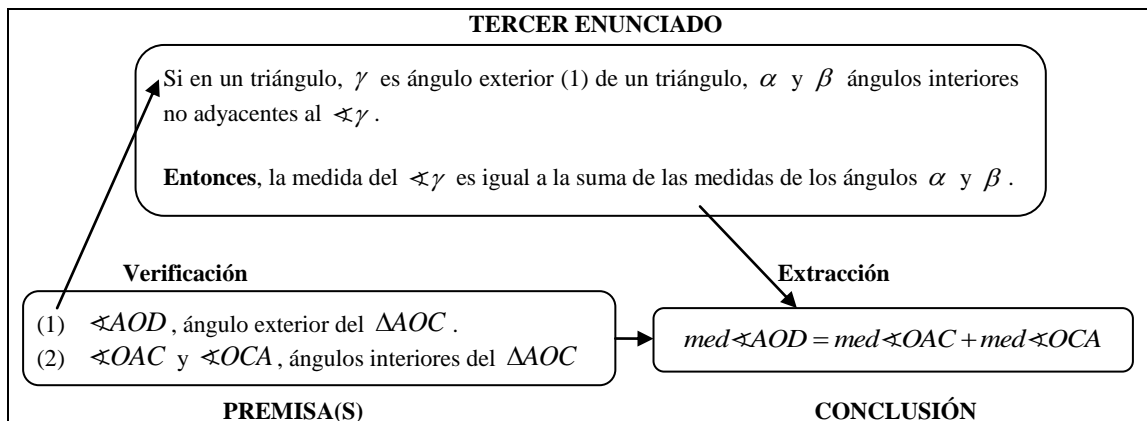 TERCER ENUNCIADO
Si en un triángulo, γ es ángulo exterior (1) de un triángulo, α y β ángulos interiores
no adyacentes al ∢γ.
Entonces, la medida del ∢γ es igual a la suma de las medidas de los ángulos α y β.
Verificación
Extracción
(1) ∢AOD, ángulo exterior del ΔAOC.
(2) ∢OAC y ∢OCA, ángulos interiores del ΔAOC
med∢AOD = med∢OAC + med∢OCA
PREMISA(S)
CONCLUSIÓN